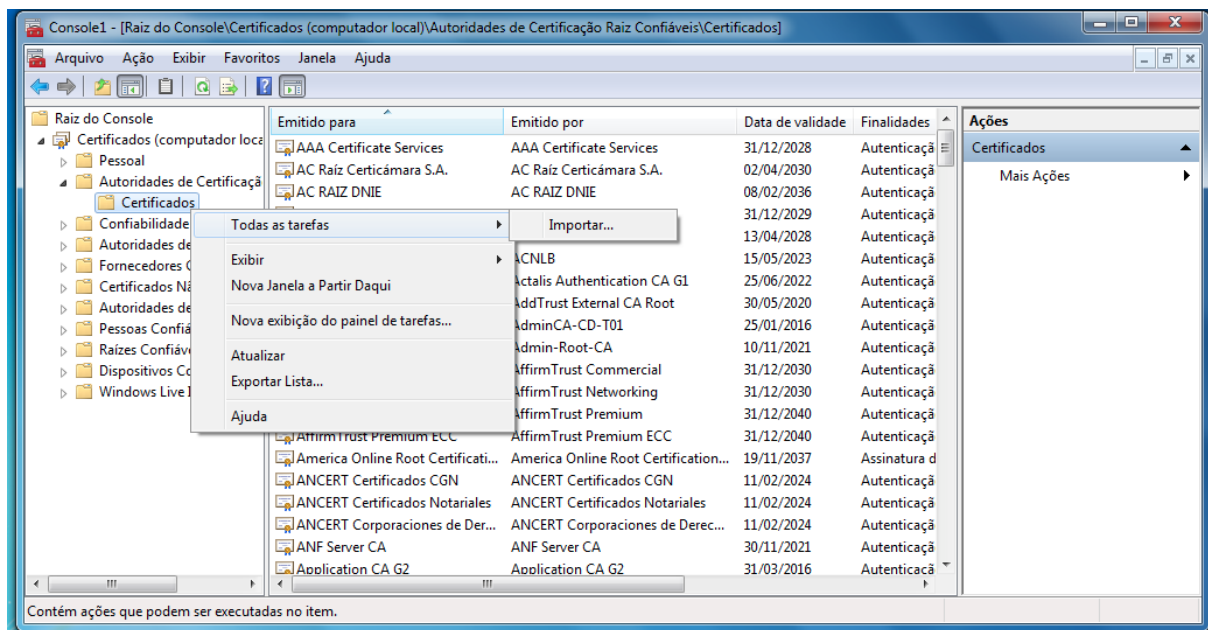 Console1 - [Raiz do Console\Certificados (computador local)\Autoridades de Certificação Raiz Confiáveis\Certificados]
Arquivo Ação Exibir Favoritos Janela Ajuda
Raiz do Console
Certificados (computador loca
Pessoal
Autoridades de Certificaçã
Certificados
Confiabilidade
Autoridades de
Fornecedores
Certificados Nã
Autoridades de
Pessoas Confiá
Raízes Confiáv
Dispositivos Co
Windows Live I
Todas as tarefas
Importar...
Exibir
Nova Janela a Partir Daqui
Nova exibição do painel de tarefas...
Atualizar
Exportar Lista...
Ajuda
Emitido para Emitido por Data de validade Finalidades
AAA Certificate Services AAA Certificate Services 31/12/2028 Autenticaçã
AC Raíz Certicámara S.A. AC Raíz Certicámara S.A. 02/04/2030 Autenticaçã
AC RAIZ DNIE AC RAIZ DNIE 08/02/2036 Autenticaçã
31/12/2029 Autenticaçã
13/04/2028 Autenticaçã
ACNLB 15/05/2023 Autenticaçã
Actalis Authentication CA G1 25/06/2022 Autenticaçã
AddTrust External CA Root 30/05/2020 Autenticaçã
AdminCA-CD-T01 25/01/2016 Autenticaçã
Admin-Root-CA 10/11/2021 Autenticaçã
AffirmTrust Commercial 31/12/2030 Autenticaçã
AffirmTrust Networking 31/12/2030 Autenticaçã
AffirmTrust Premium 31/12/2040 Autenticaçã
AffirmTrust Premium ECC AffirmTrust Premium ECC 31/12/2040 Autenticaçã
America Online Root Certificati... America Online Root Certification... 19/11/2037 Assinatura d
ANCERT Certificados CGN ANCERT Certificados CGN 11/02/2024 Autenticaçã
ANCERT Certificados Notariales ANCERT Certificados Notariales 11/02/2024 Autenticaçã
ANCERT Corporaciones de Der... ANCERT Corporaciones de Derec... 11/02/2024 Autenticaçã
ANF Server CA ANF Server CA 30/11/2021 Autenticaçã
Application CA G2 Application CA G2 31/03/2016 Autenticaçã
Ações
Certificados
Mais Ações
Contém ações que podem ser executadas no item.